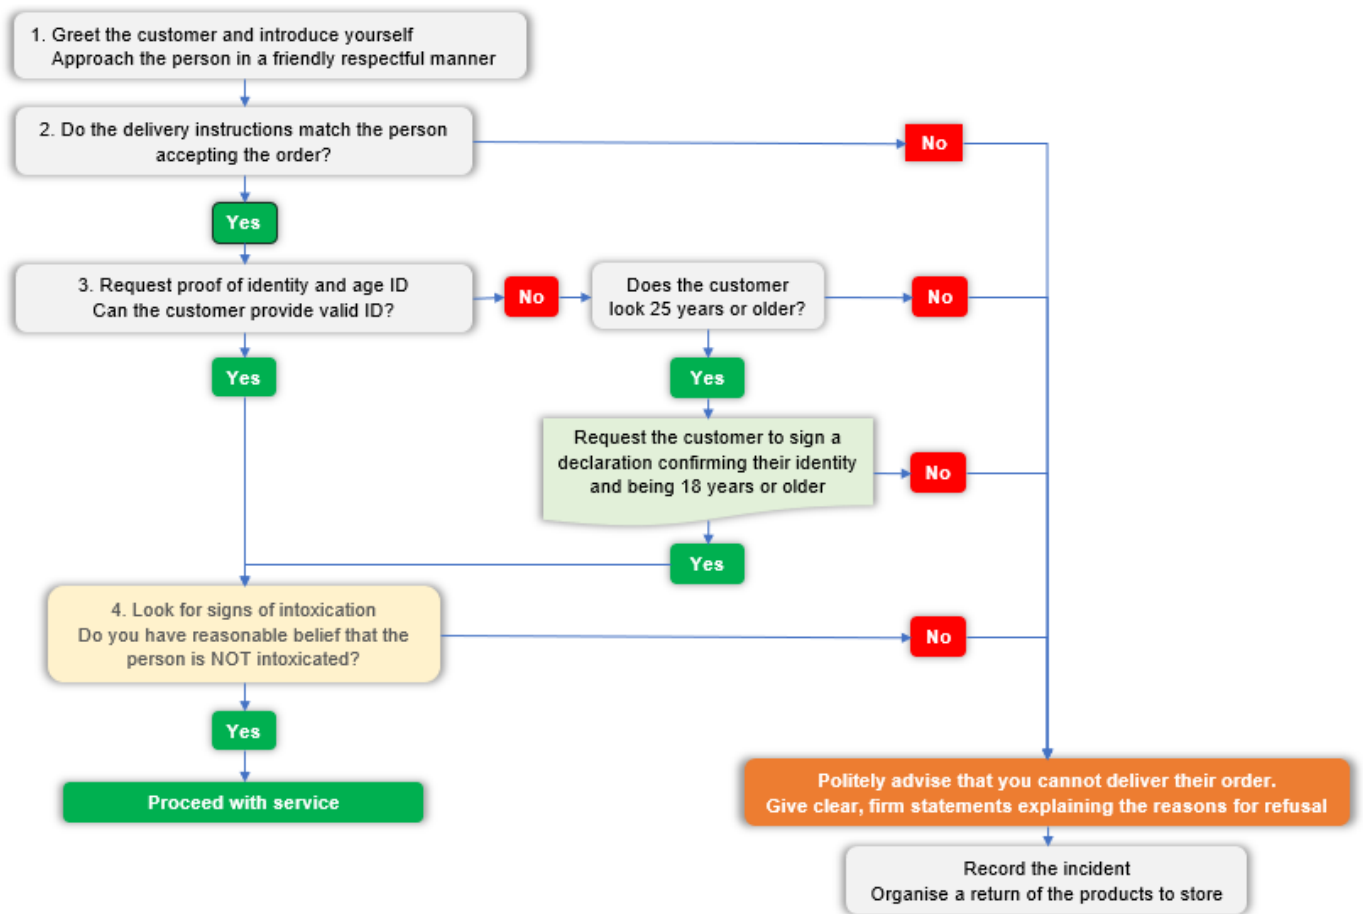 1. Greet the customer and introduce yourself
Approach the person in a friendly respectful manner
2. Do the delivery instructions match the person
accepting the order?
No
Yes
3. Request proof of identity and age ID
Can the customer provide valid ID?
No
Does the customer
look 25 years or older?
No
Yes
Yes
Request the customer to sign a
declaration confirming their identity
and being 18 years or older
No
Yes
4. Look for signs of intoxication
Do you have reasonable belief that the
person is NOT intoxicated?
No
Yes
Proceed with service
Politely advise that you cannot deliver their order.
Give clear, firm statements explaining the reasons for refusal
Record the incident
Organise a return of the products to store